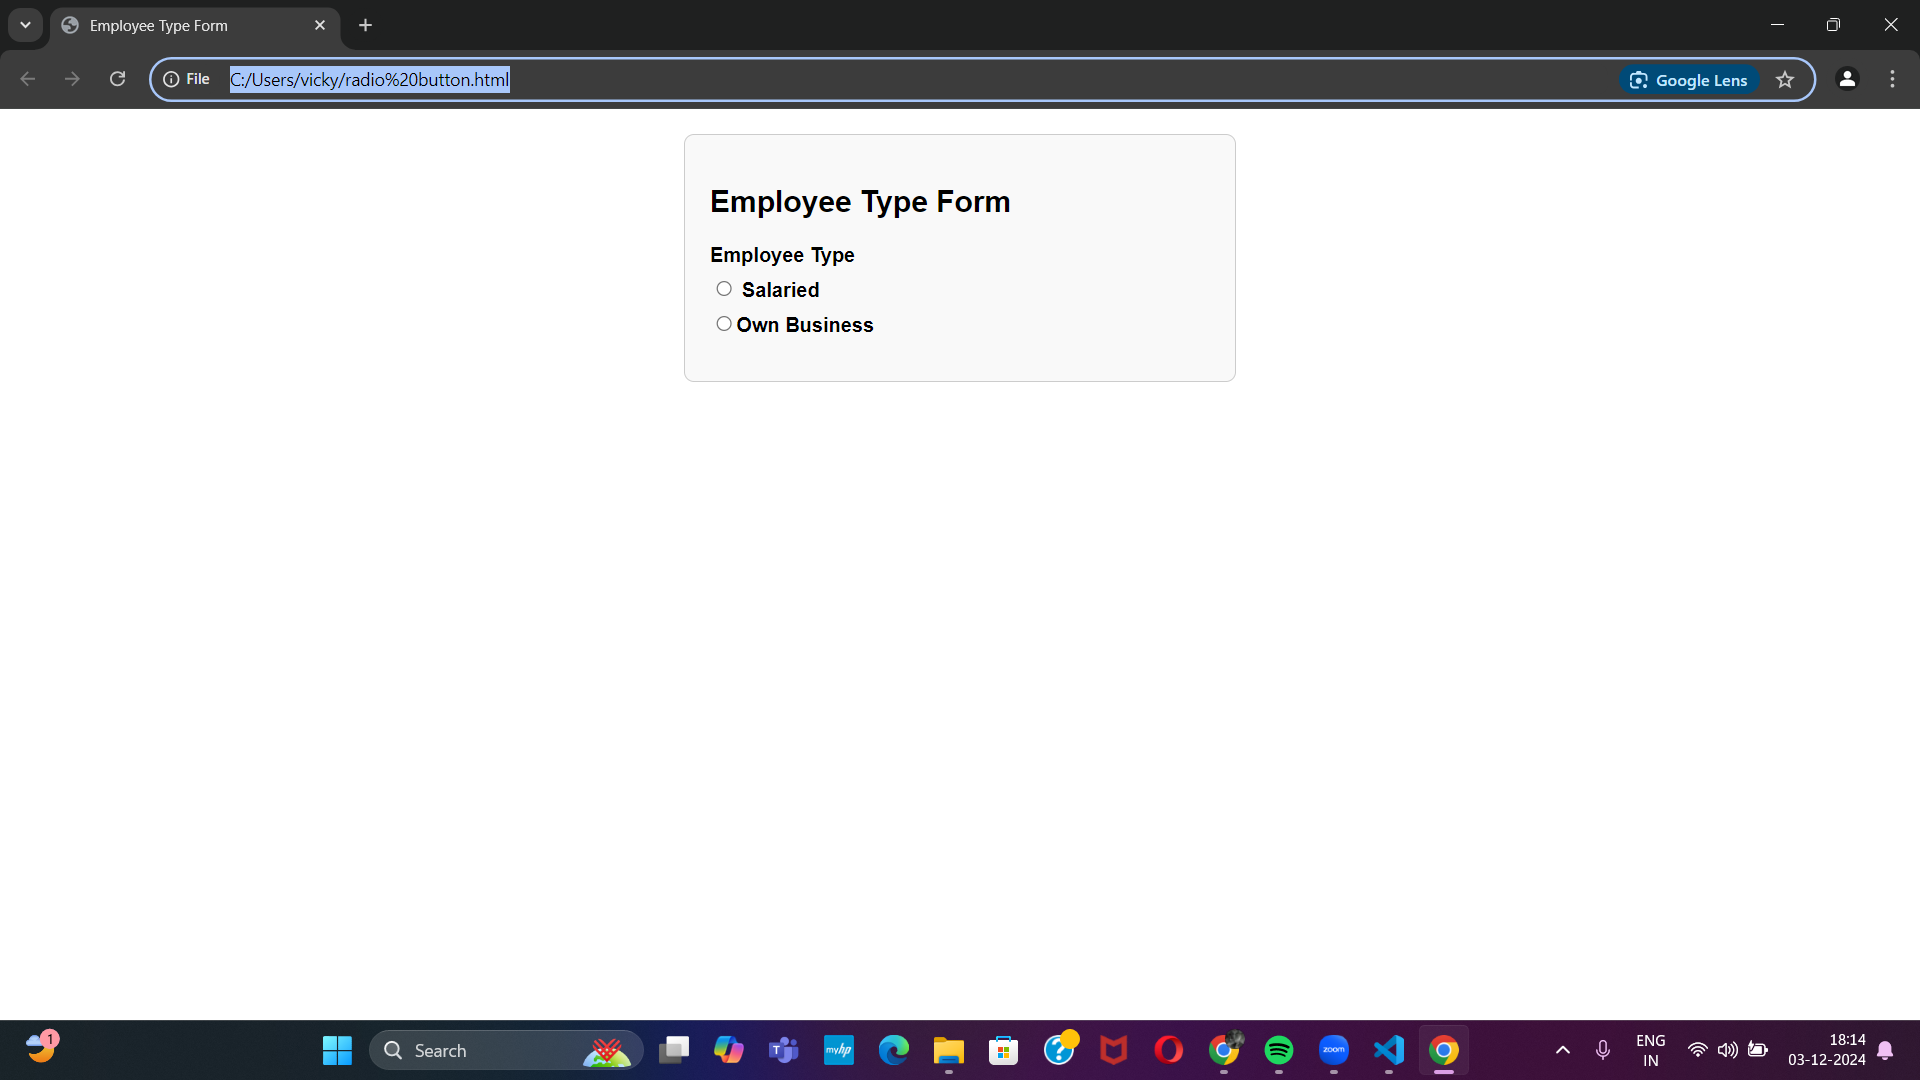 Employee Type Form
File
C:/Users/vicky/radio%20button.html
Google Lens
Employee Type Form
Employee Type
Salaried
Own Business
1
Search
T
myhp
?
zoom
ENG
IN
18:14
03-12-2024